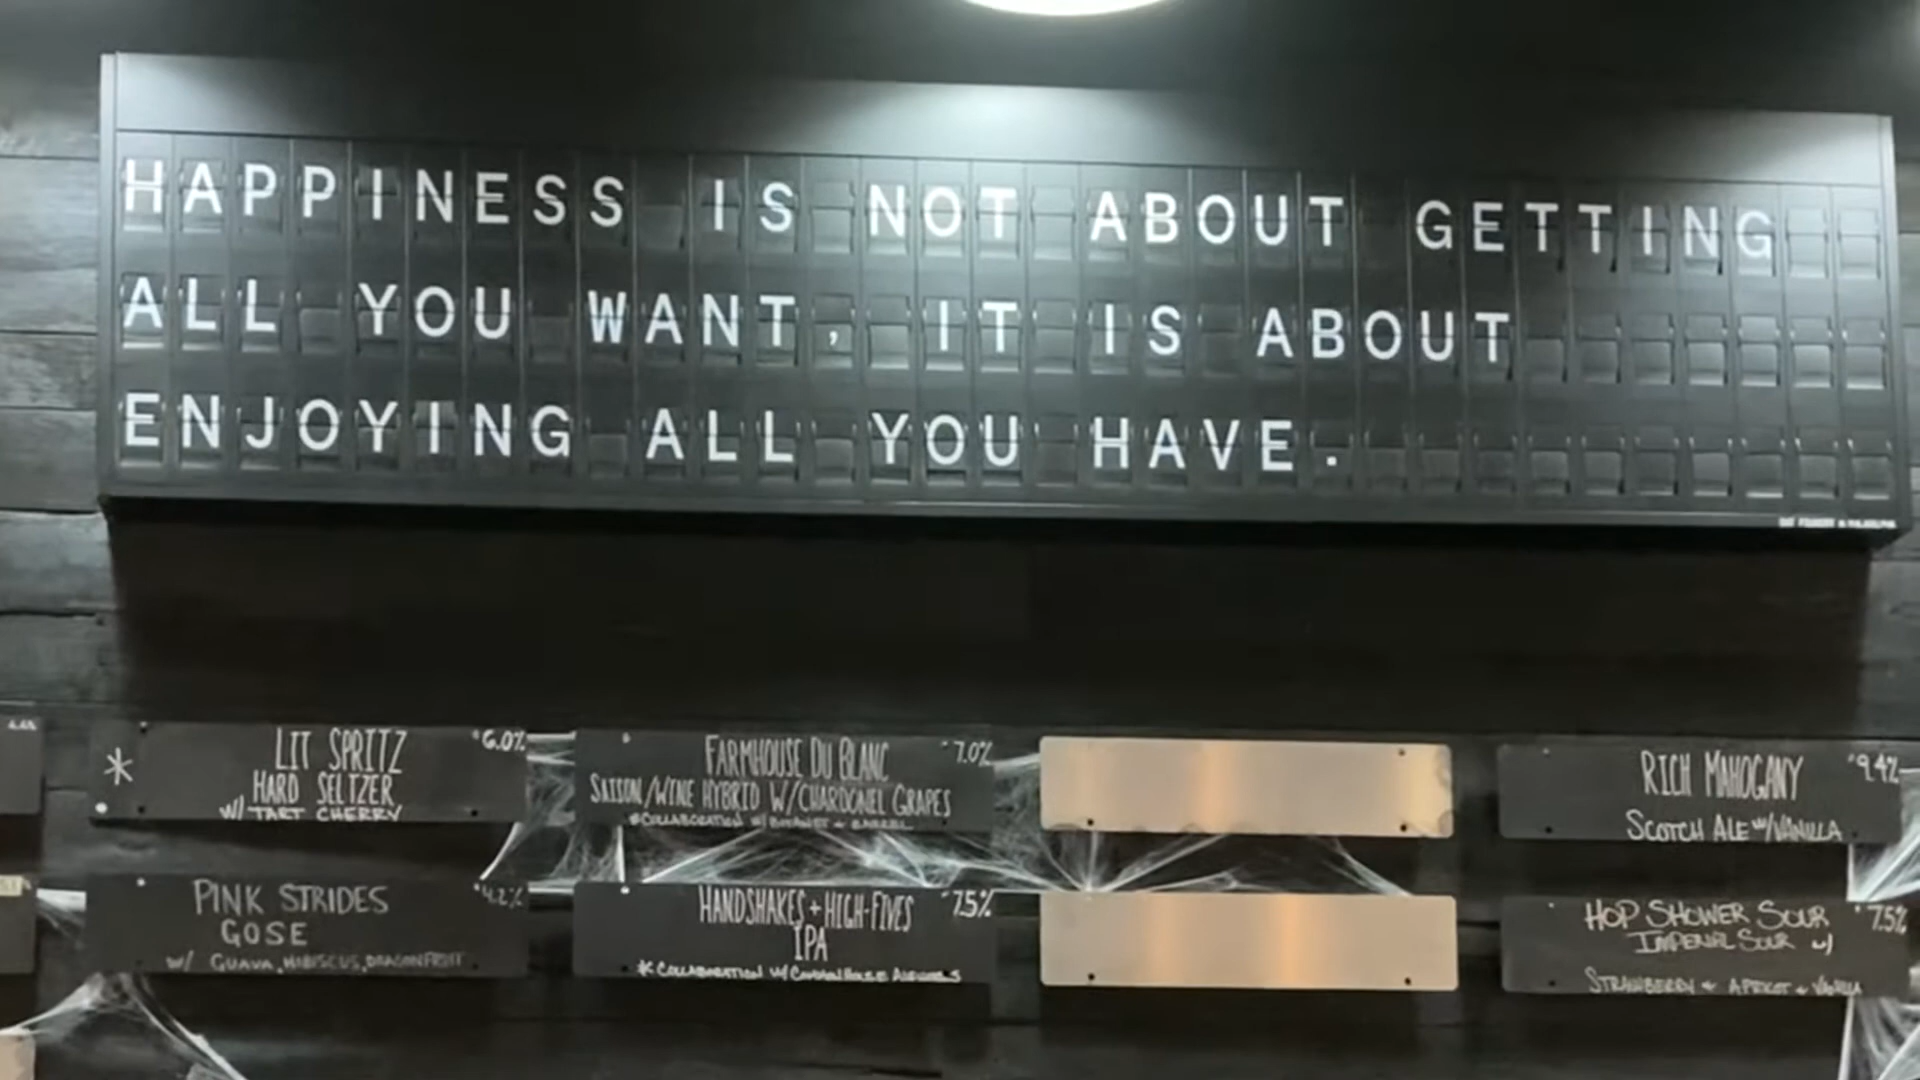 HAPPINESS IS NOT ABOUT GETTING
ALL YOU WANT, IT IS ABOUT
ENJOYING ALL YOU HAVE.
LIT SPRITZ 6.0%
HARD SELTZER
W/ TART CHERRY
FARMHOUSE DU BLANC 7.0%
SAISON/WINE HYBRID W/CHARDONEL GRAPES
*COLLABORATION W/
RICH MAHOGANY 9.4%
SCOTCH ALE W/VANILLA
PINK STRIDES 4.2%
GOSE
W/ GUAVA, HIBISCUS, DRAGONFRUIT
HANDSHAKES + HIGH-FIVES 7.5%
IPA
*COLLABORATION W/
HOP SHOWER SOUR 7.5%
IMPERIAL SOUR W/
STRAWBERRY + APRICOT + VANILLA